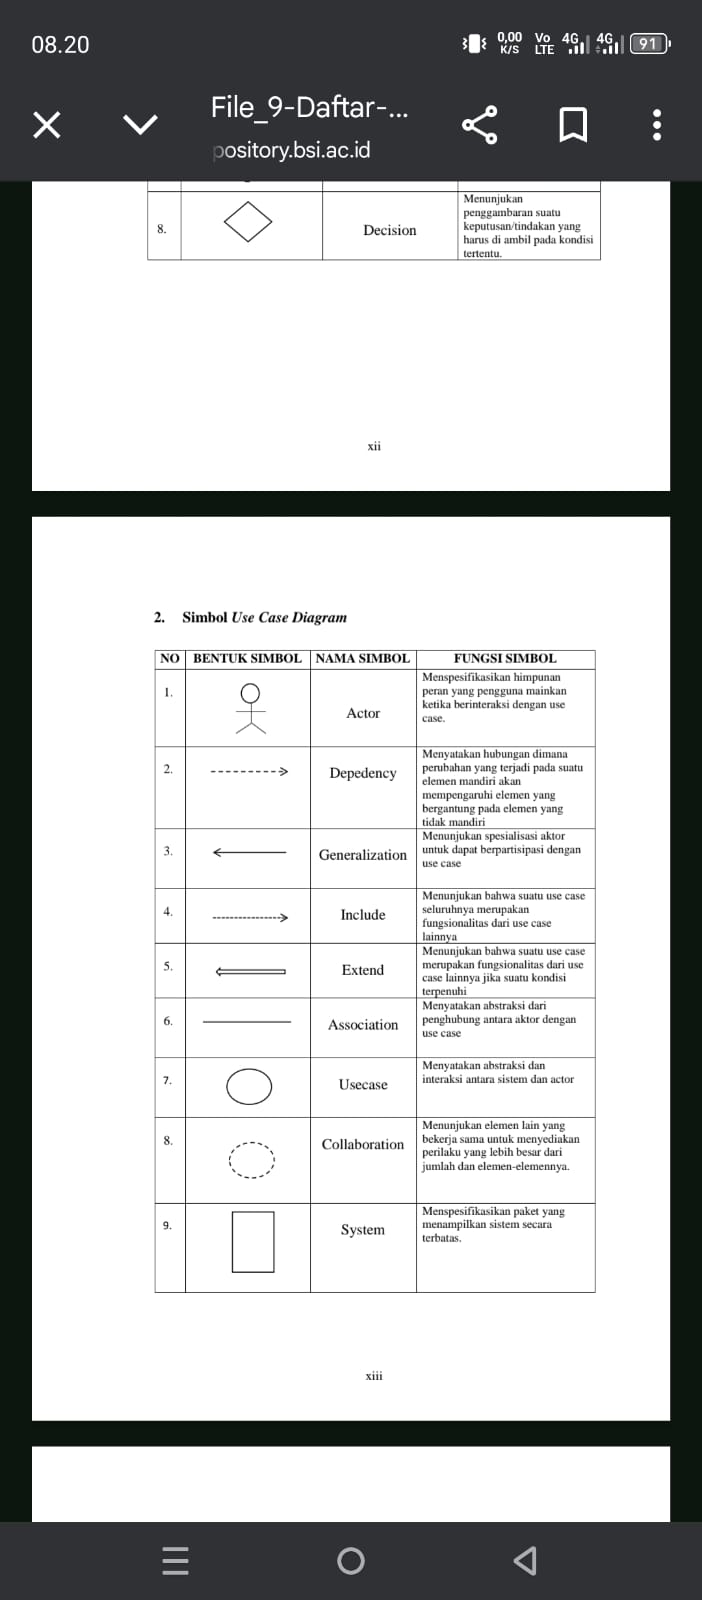 08.20
0,00 K/S Vo LTE 4G 4G 91
File_9-Daftar-...
pository.bsi.ac.id
8.
Decision
Menunjukan
penggambaran suatu
keputusan/tindakan yang
harus di ambil pada kondisi
tertentu.
xii
2. Simbol Use Case Diagram
NO BENTUK SIMBOL NAMA SIMBOL FUNGSI SIMBOL
1.
Actor
Menspesifikasikan himpunan
peran yang pengguna mainkan
ketika berinteraksi dengan use
case.
2.
Depedency
Menyatakan hubungan dimana
perubahan yang terjadi pada suatu
elemen mandiri akan
mempengaruhi elemen yang
bergantung pada elemen yang
tidak mandiri
3.
Generalization
Menunjukan spesialisasi aktor
untuk dapat berpartisipasi dengan
use case
4.
Include
Menunjukan bahwa suatu use case
seluruhnya merupakan
fungsionalitas dari use case
lainnya
5.
Extend
Menunjukan bahwa suatu use case
merupakan fungsionalitas dari use
case lainnya jika suatu kondisi
terpenuhi
6.
Association
Menyatakan abstraksi dari
penghubung antara aktor dengan
use case
7.
Usecase
Menyatakan abstraksi dan
interaksi antara sistem dan actor
8.
Collaboration
Menunjukan elemen lain yang
bekerja sama untuk menyediakan
perilaku yang lebih besar dari
jumlah dan elemen-elemennya.
9.
System
Menspesifikasikan paket yang
menampilkan sistem secara
terbatas.
xiii